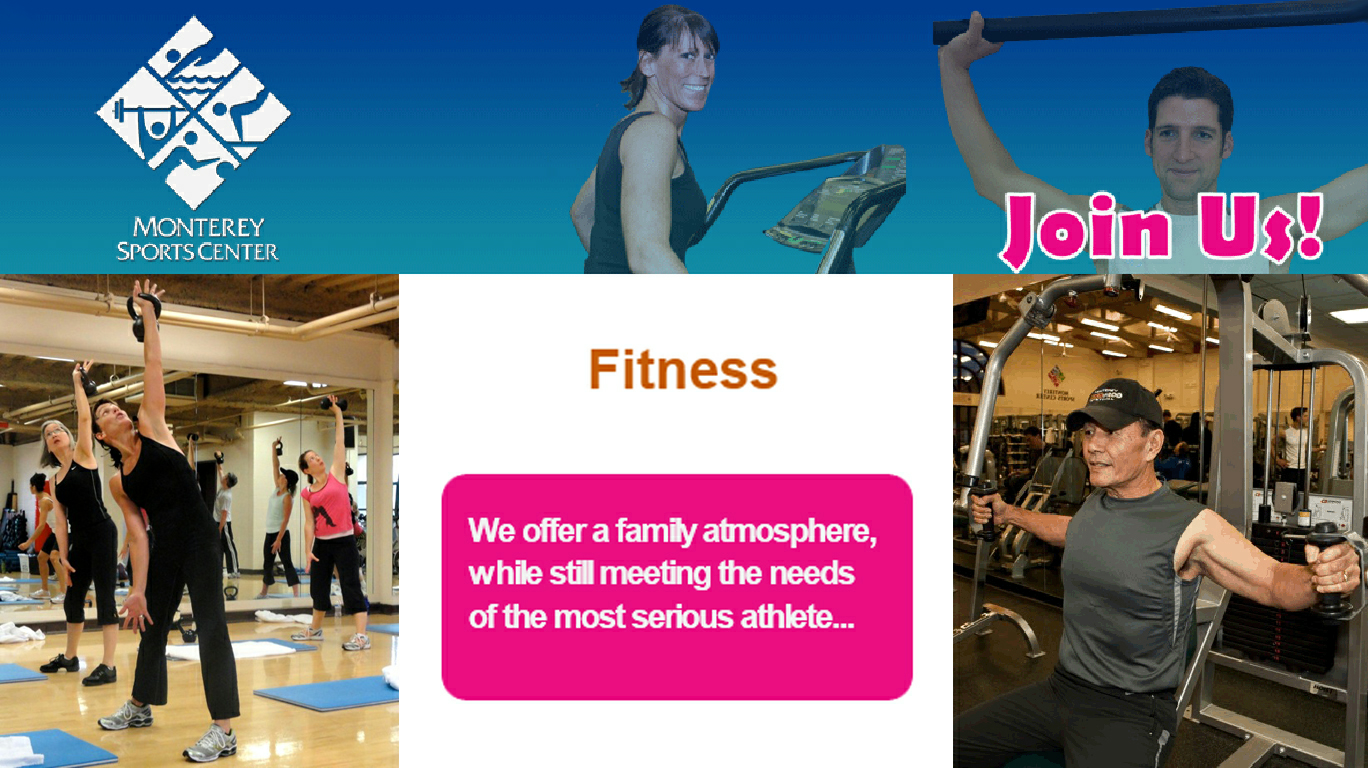 MONTEREY
SPORTS CENTER
Join Us!
Fitness
We offer a family atmosphere,
while still meeting the needs
of the most serious athlete...